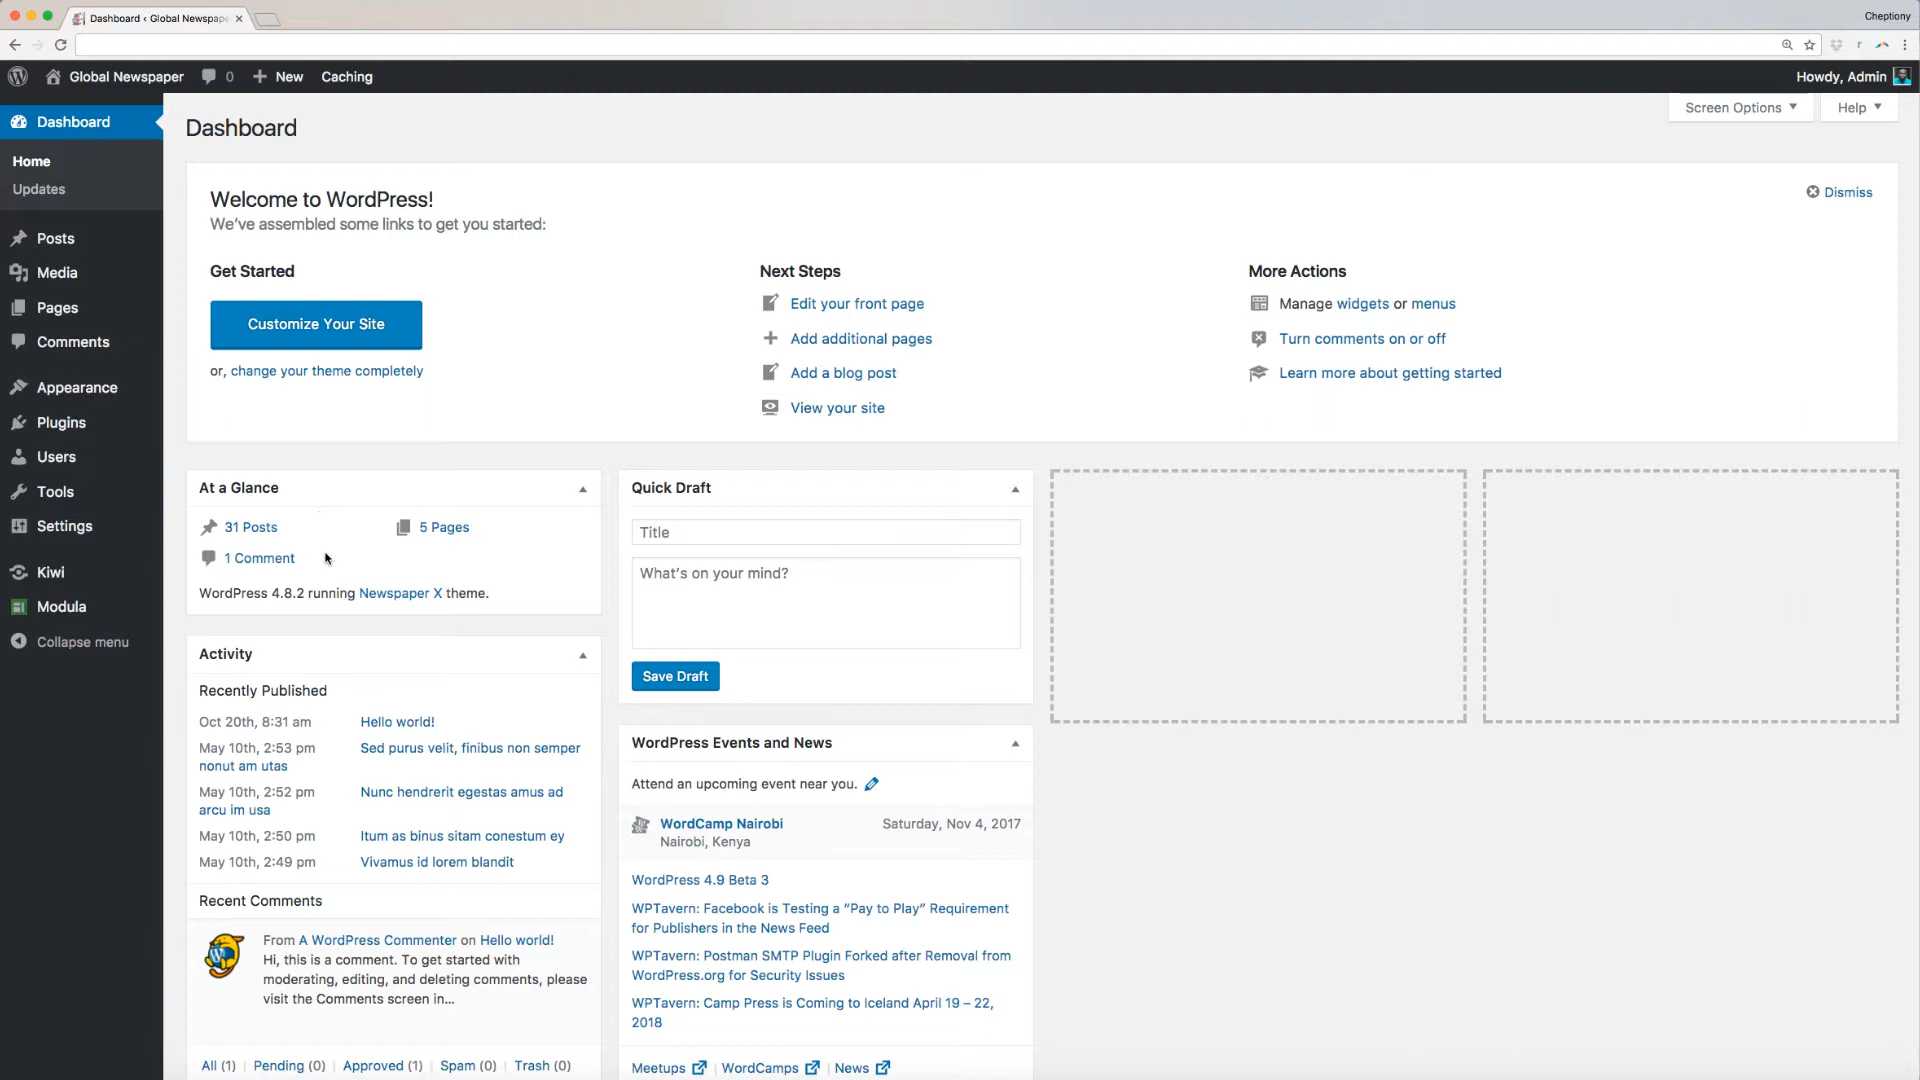 Dashboard ‹ Global Newspape
Cheptiony
Global Newspaper 0 New Caching
Howdy, Admin
Dashboard
Home
Updates
Posts
Media
Pages
Comments
Appearance
Plugins
Users
Tools
Settings
Kiwi
Modula
Collapse menu
Screen Options
Help
Dashboard
Welcome to WordPress!
We've assembled some links to get you started:
Dismiss
Get Started
Customize Your Site
or, change your theme completely
Next Steps
Edit your front page
Add additional pages
Add a blog post
View your site
More Actions
Manage widgets or menus
Turn comments on or off
Learn more about getting started
At a Glance
31 Posts
5 Pages
1 Comment
WordPress 4.8.2 running Newspaper X theme.
Activity
Recently Published
Oct 20th, 8:31 am Hello world!
May 10th, 2:53 pm Sed purus velit, finibus non semper
nonut am utas
May 10th, 2:52 pm Nunc hendrerit egestas amus ad
arcu im usa
May 10th, 2:50 pm Itum as binus sitam conestum ey
May 10th, 2:49 pm Vivamus id lorem blandit
Recent Comments
From A WordPress Commenter on Hello world!
Hi, this is a comment. To get started with
moderating, editing, and deleting comments, please
visit the Comments screen in…
All (1) | Pending (0) | Approved (1) | Spam (0) | Trash (0)
Quick Draft
Title
What's on your mind?
Save Draft
WordPress Events and News
Attend an upcoming event near you.
WordCamp Nairobi
Saturday, Nov 4, 2017
Nairobi, Kenya
WordPress 4.9 Beta 3
WPTavern: Facebook is Testing a “Pay to Play” Requirement
for Publishers in the News Feed
WPTavern: Postman SMTP Plugin Forked after Removal from
WordPress.org for Security Issues
WPTavern: Camp Press is Coming to Iceland April 19 – 22,
2018
Meetups | WordCamps | News